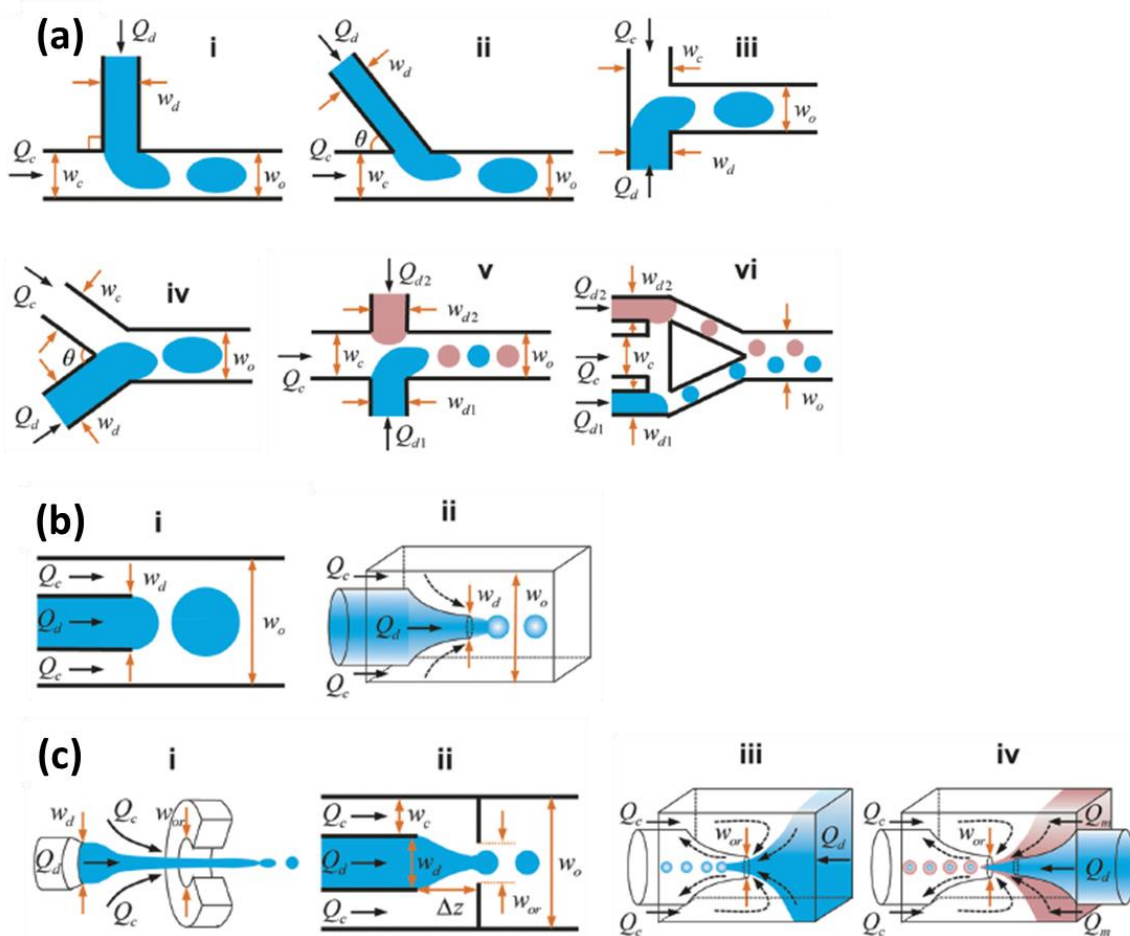 (a)
i
Q_d
w_d
Q_c
w_c
w_o
ii
Q_d
w_d
θ
Q_c
w_c
w_o
iii
Q_c
w_c
w_o
w_d
Q_d
iv
w_c
Q_c
θ
w_o
Q_d
w_d
v
Q_d2
w_d2
w_c
w_o
Q_c
w_d1
Q_d1
vi
w_d2
Q_d2
w_c
Q_c
w_o
Q_d1
w_d1
(b)
i
Q_c
w_d
Q_d
w_o
Q_c
ii
Q_c
w_d
w_o
Q_d
Q_c
(c)
i
w_d
Q_c
w_or
Q_d
Q_c
ii
Q_c
w_c
Q_d
w_d
w_o
Δz
w_or
Q_c
iii
Q_c
w_or
Q_d
Q_c
iv
Q_c
Q_m
w_or
Q_d
Q_c
Q_m